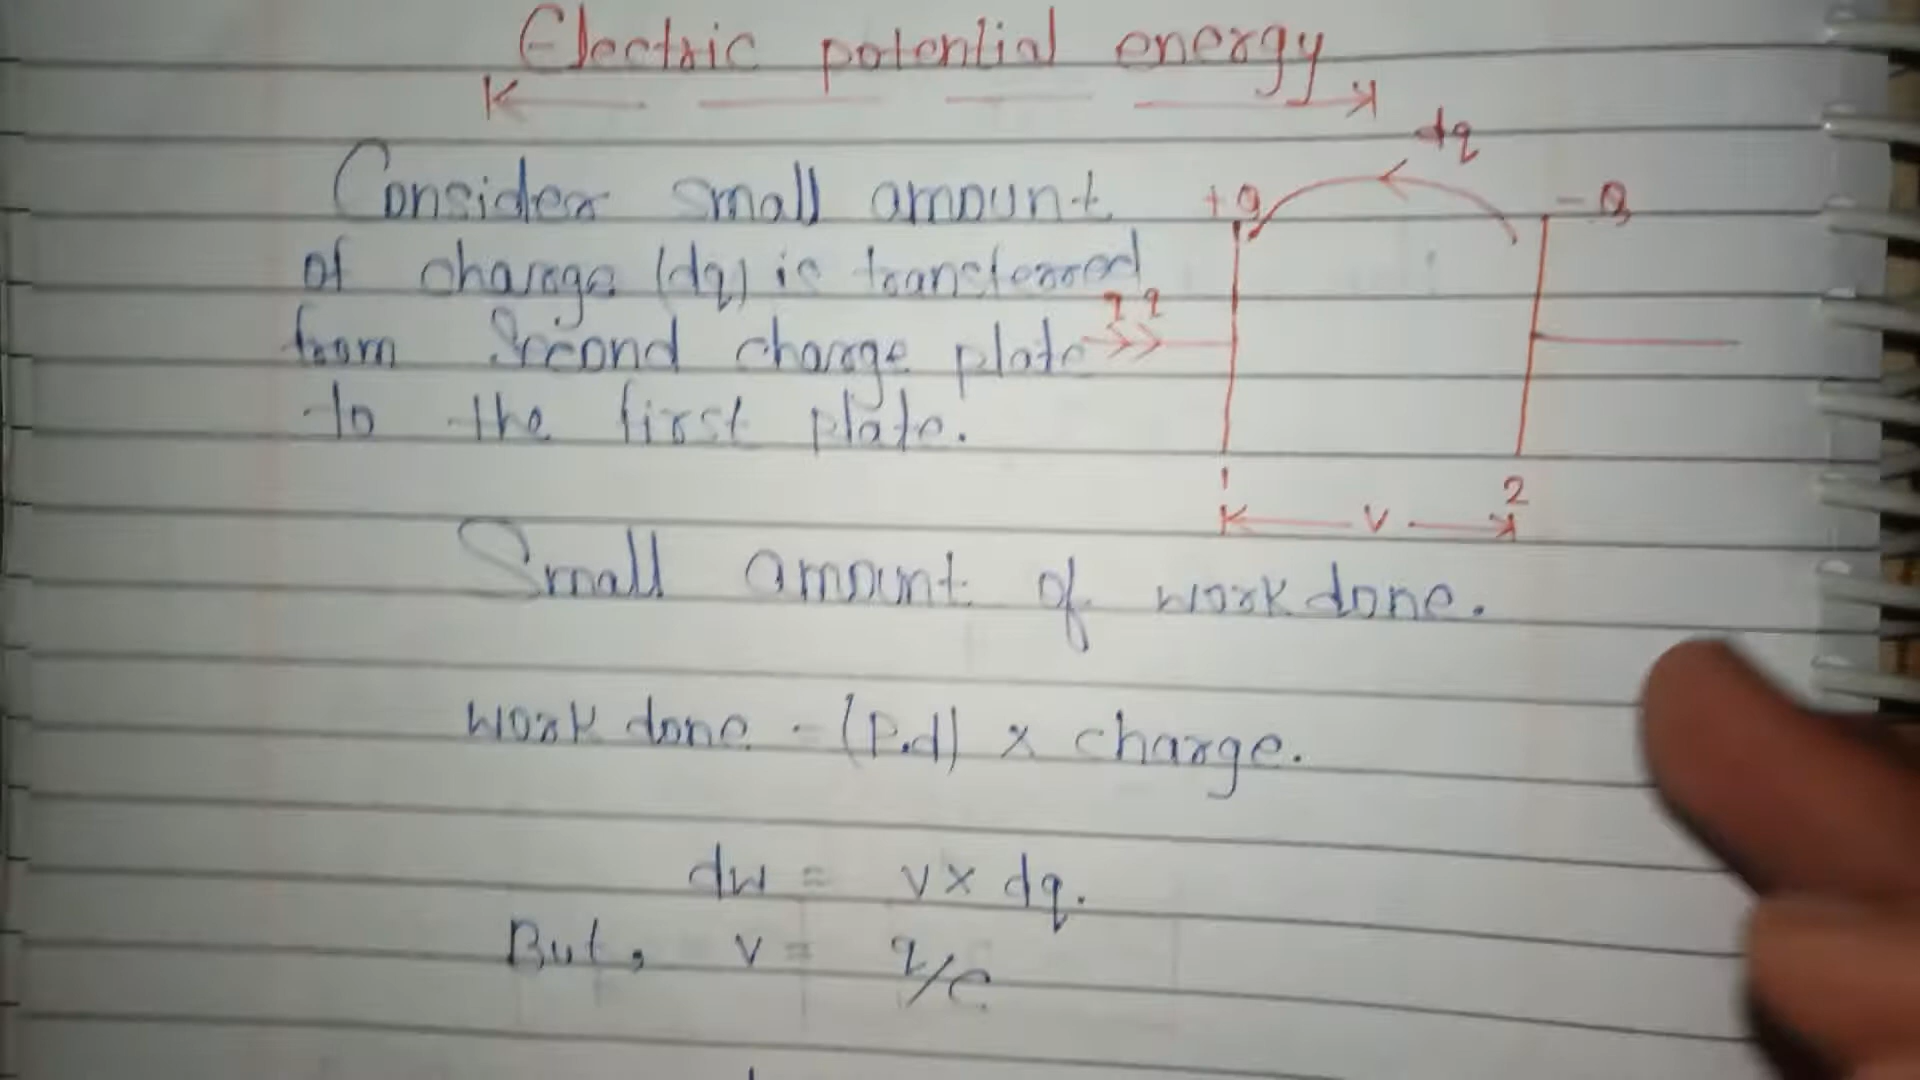 Electric potential energy
dq
Consider small amount
+q -Q
of charge (dq) is transferred
from Second charge plate
q q
to the first plate.
1 2
V
Small amount of work done.
work done = (P.d) x charge.
dw = v x dq.
But, v = q/c